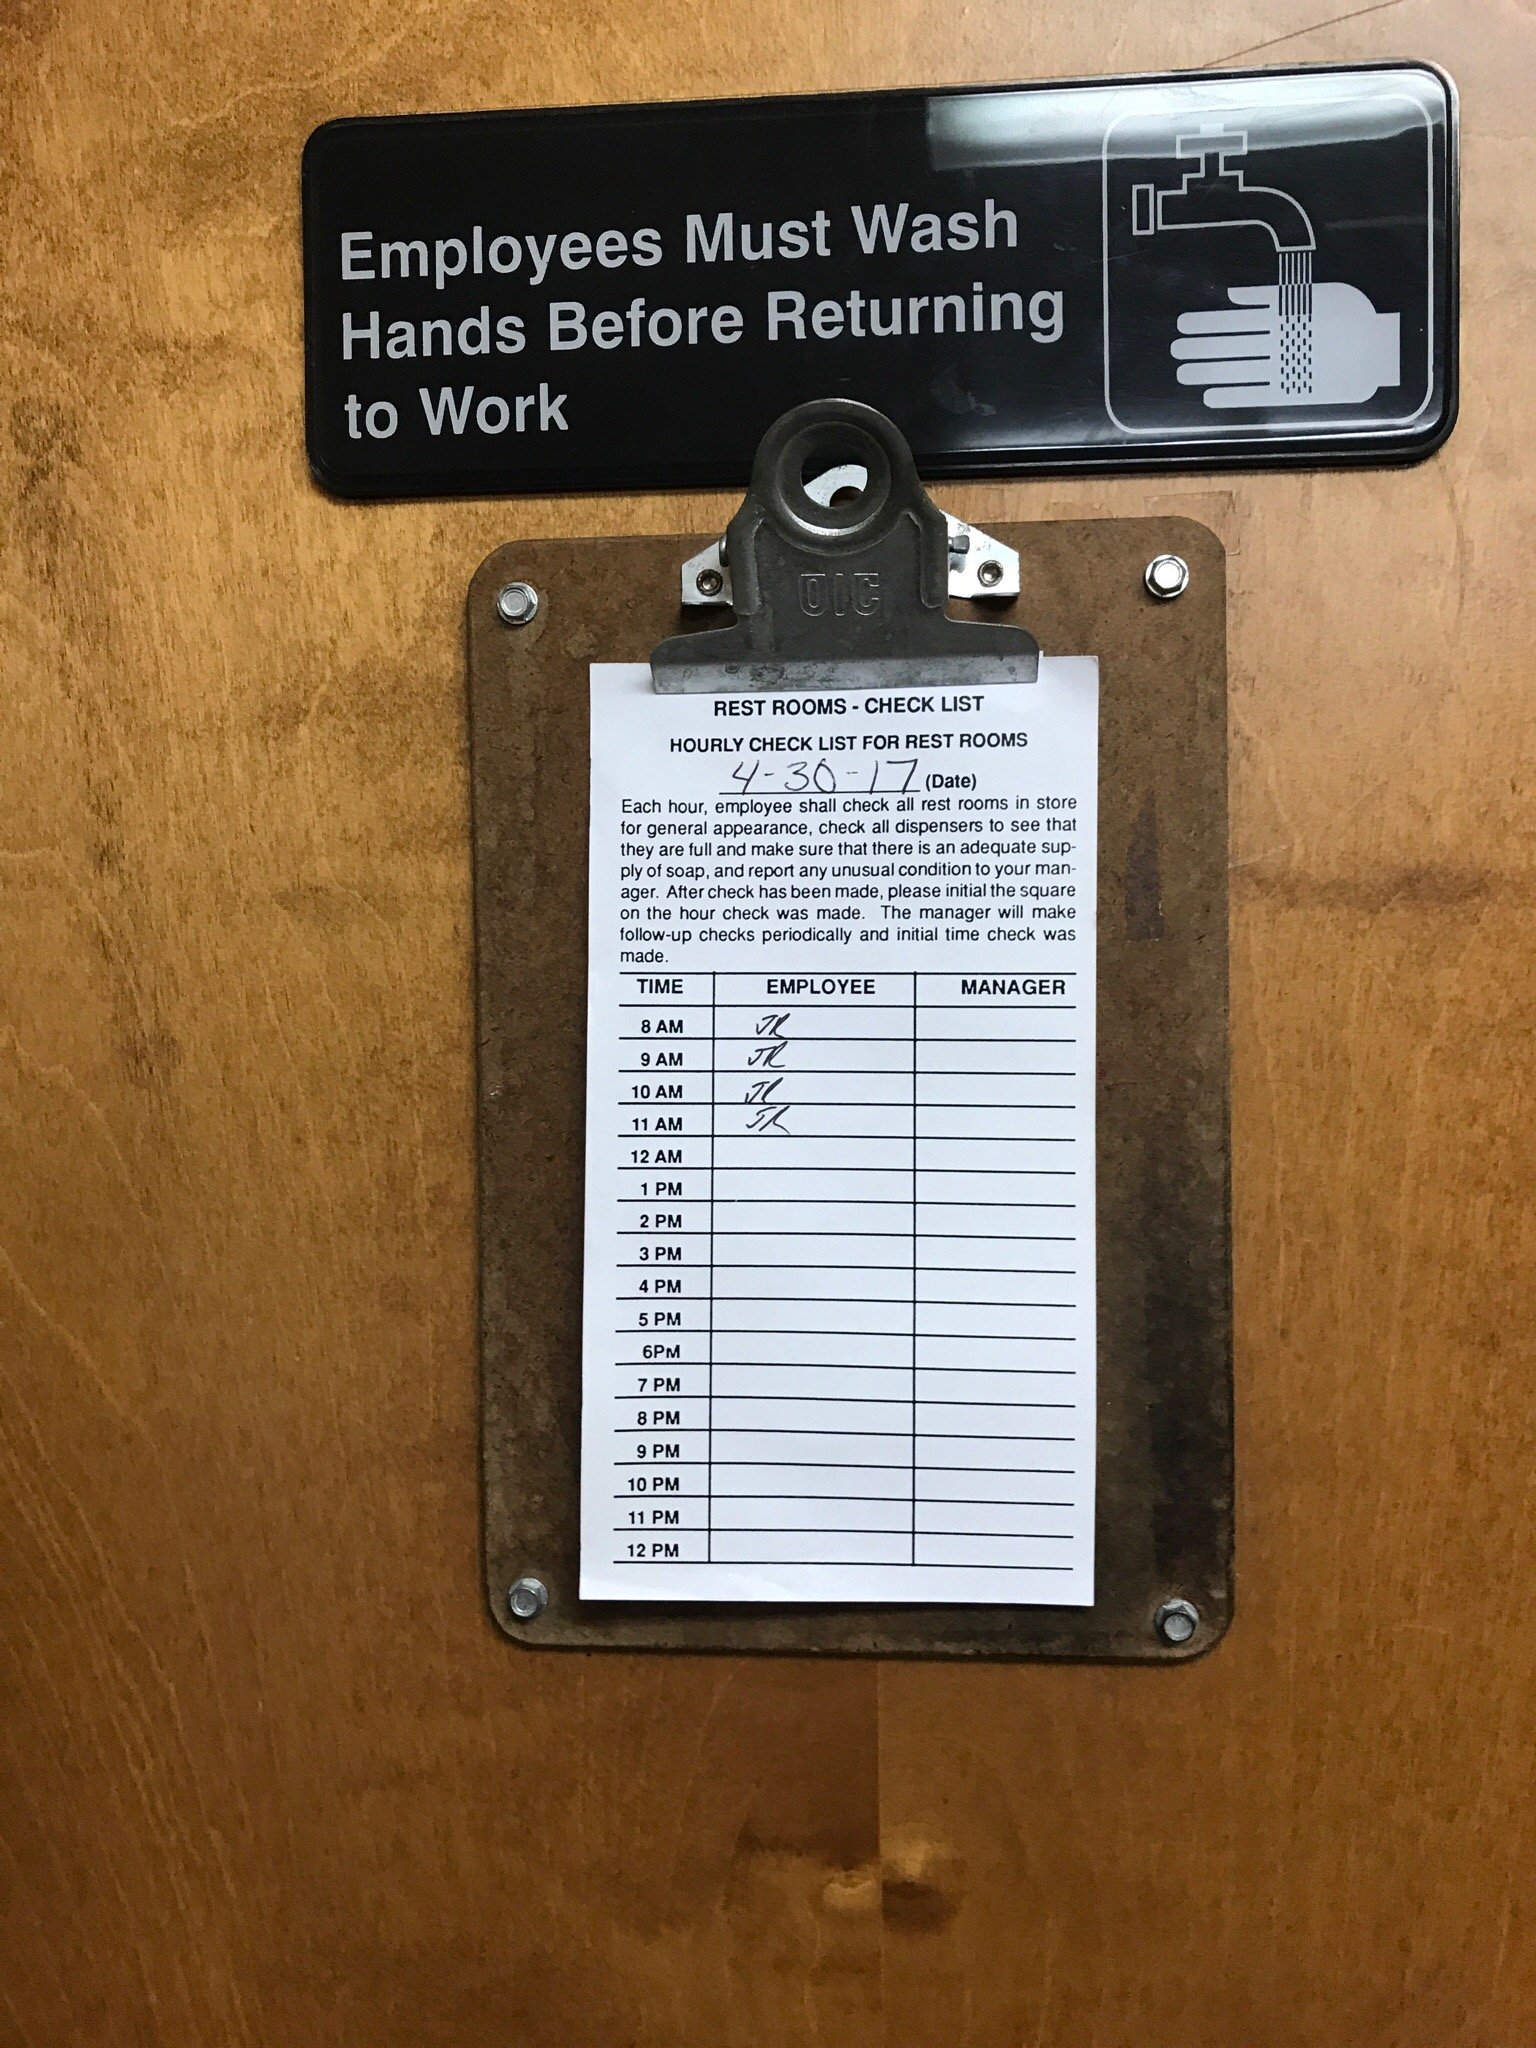 Employees Must Wash
Hands Before Returning
to Work
OIC
REST ROOMS - CHECK LIST
HOURLY CHECK LIST FOR REST ROOMS
4-30-17 (Date)
Each hour, employee shall check all rest rooms in store
for general appearance, check all dispensers to see that
they are full and make sure that there is an adequate sup-
ply of soap, and report any unusual condition to your man-
ager. After check has been made, please initial the square
on the hour check was made. The manager will make
follow-up checks periodically and initial time check was
made.
TIME EMPLOYEE MANAGER
8 AM JR
9 AM JR
10 AM JR
11 AM JR
12 AM
1 PM
2 PM
3 PM
4 PM
5 PM
6PM
7 PM
8 PM
9 PM
10 PM
11 PM
12 PM